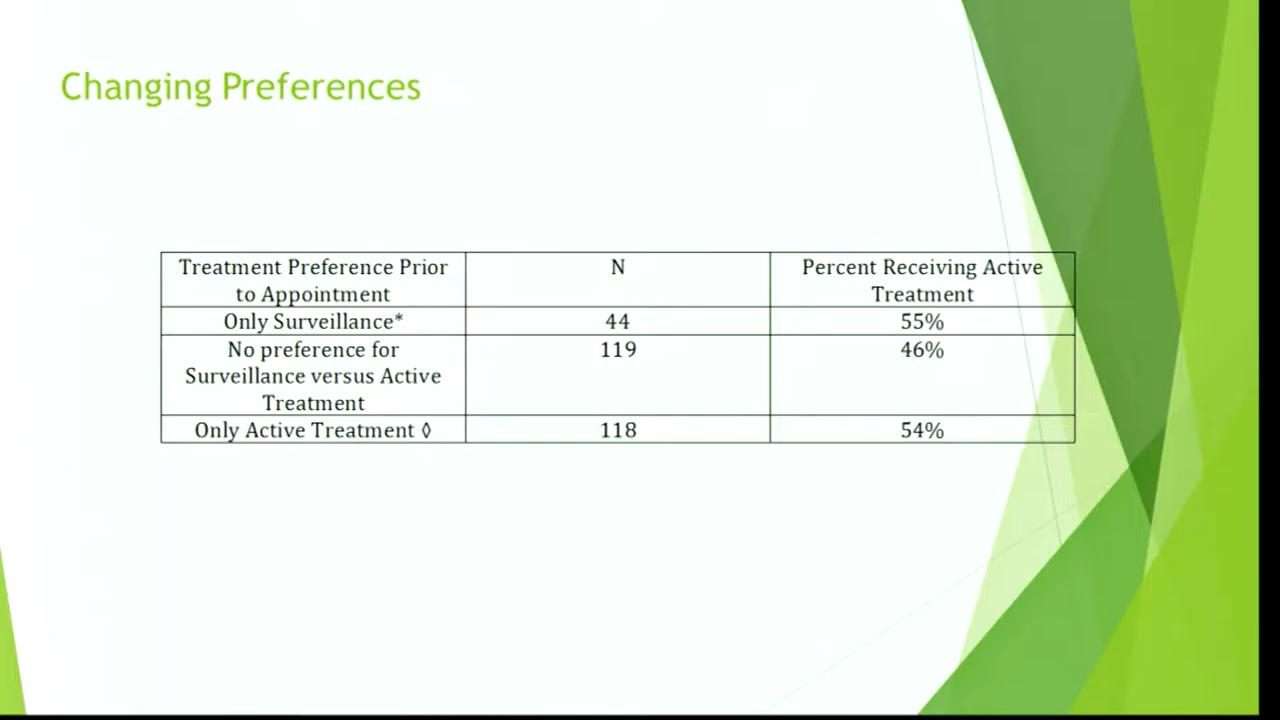 Changing Preferences
Treatment Preference Prior
to Appointment
N
Percent Receiving Active
Treatment
Only Surveillance*
44
55%
No preference for
Surveillance versus Active
Treatment
119
46%
Only Active Treatment ◊
118
54%